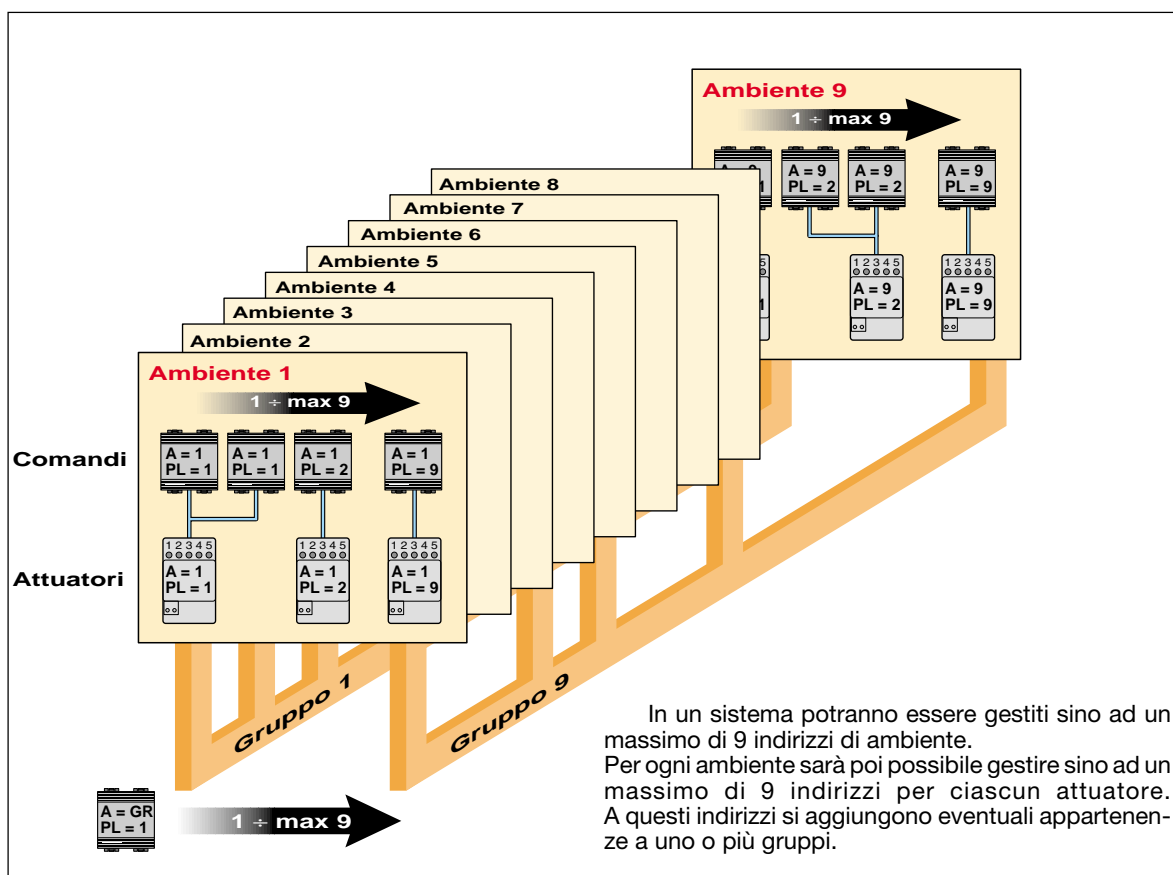 Ambiente 9
1 ÷ max 9
A = 9
PL = 2
A = 9
PL = 2
A = 9
PL = 9
1 2 3 4 5
A = 9
PL = 2
1 2 3 4 5
A = 9
PL = 9
Ambiente 8
Ambiente 7
Ambiente 6
Ambiente 5
Ambiente 4
Ambiente 3
Ambiente 2
Ambiente 1
1 ÷ max 9
Comandi
A = 1
PL = 1
A = 1
PL = 1
A = 1
PL = 2
A = 1
PL = 9
Attuatori
1 2 3 4 5
A = 1
PL = 1
1 2 3 4 5
A = 1
PL = 2
1 2 3 4 5
A = 1
PL = 9
Gruppo 1
Gruppo 9
A = GR
PL = 1
1 ÷ max 9
In un sistema potranno essere gestiti sino ad un
massimo di 9 indirizzi di ambiente.
Per ogni ambiente sarà poi possibile gestire sino ad un
massimo di 9 indirizzi per ciascun attuatore.
A questi indirizzi si aggiungono eventuali appartenen-
ze a uno o più gruppi.